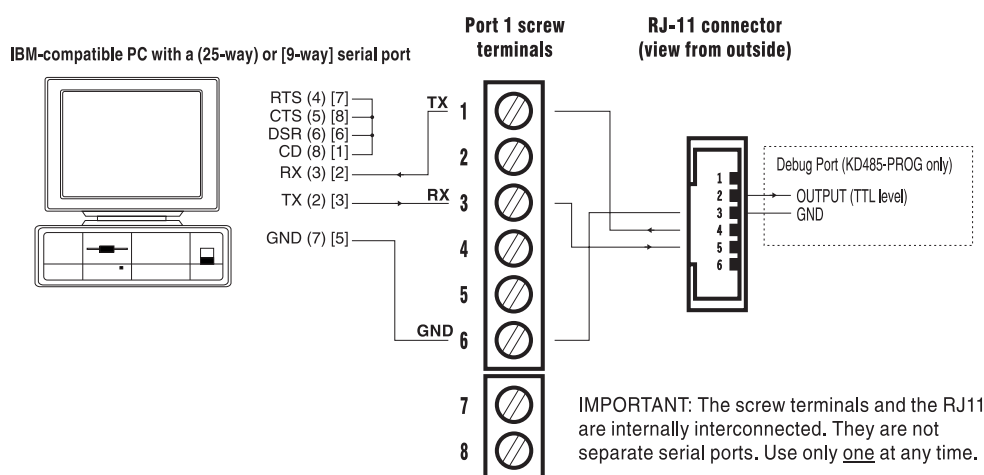 IBM-compatible PC with a (25-way) or [9-way] serial port
RTS (4) [7]
CTS (5) [8]
DSR (6) [6]
CD (8) [1]
RX (3) [2]
TX (2) [3]
GND (7) [5]
Port 1 screw
terminals
TX 1
2
RX 3
4
5
GND 6
7
8
RJ-11 connector
(view from outside)
1
2
3
4
5
6
Debug Port (KD485-PROG only)
OUTPUT (TTL level)
GND
IMPORTANT: The screw terminals and the RJ11
are internally interconnected. They are not
separate serial ports. Use only one at any time.